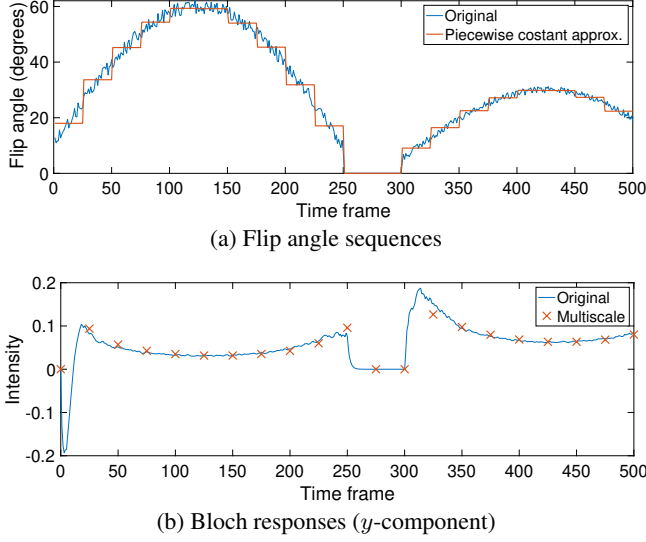 60
40
20
0
Flip angle (degrees)
Original
Piecewise costant approx.
0 50 100 150 200 250 300 350 400 450 500
Time frame
(a) Flip angle sequences
0.2
0.1
0
-0.1
-0.2
Intensity
Original
Multiscale
0 50 100 150 200 250 300 350 400 450 500
Time frame
(b) Bloch responses (y-component)